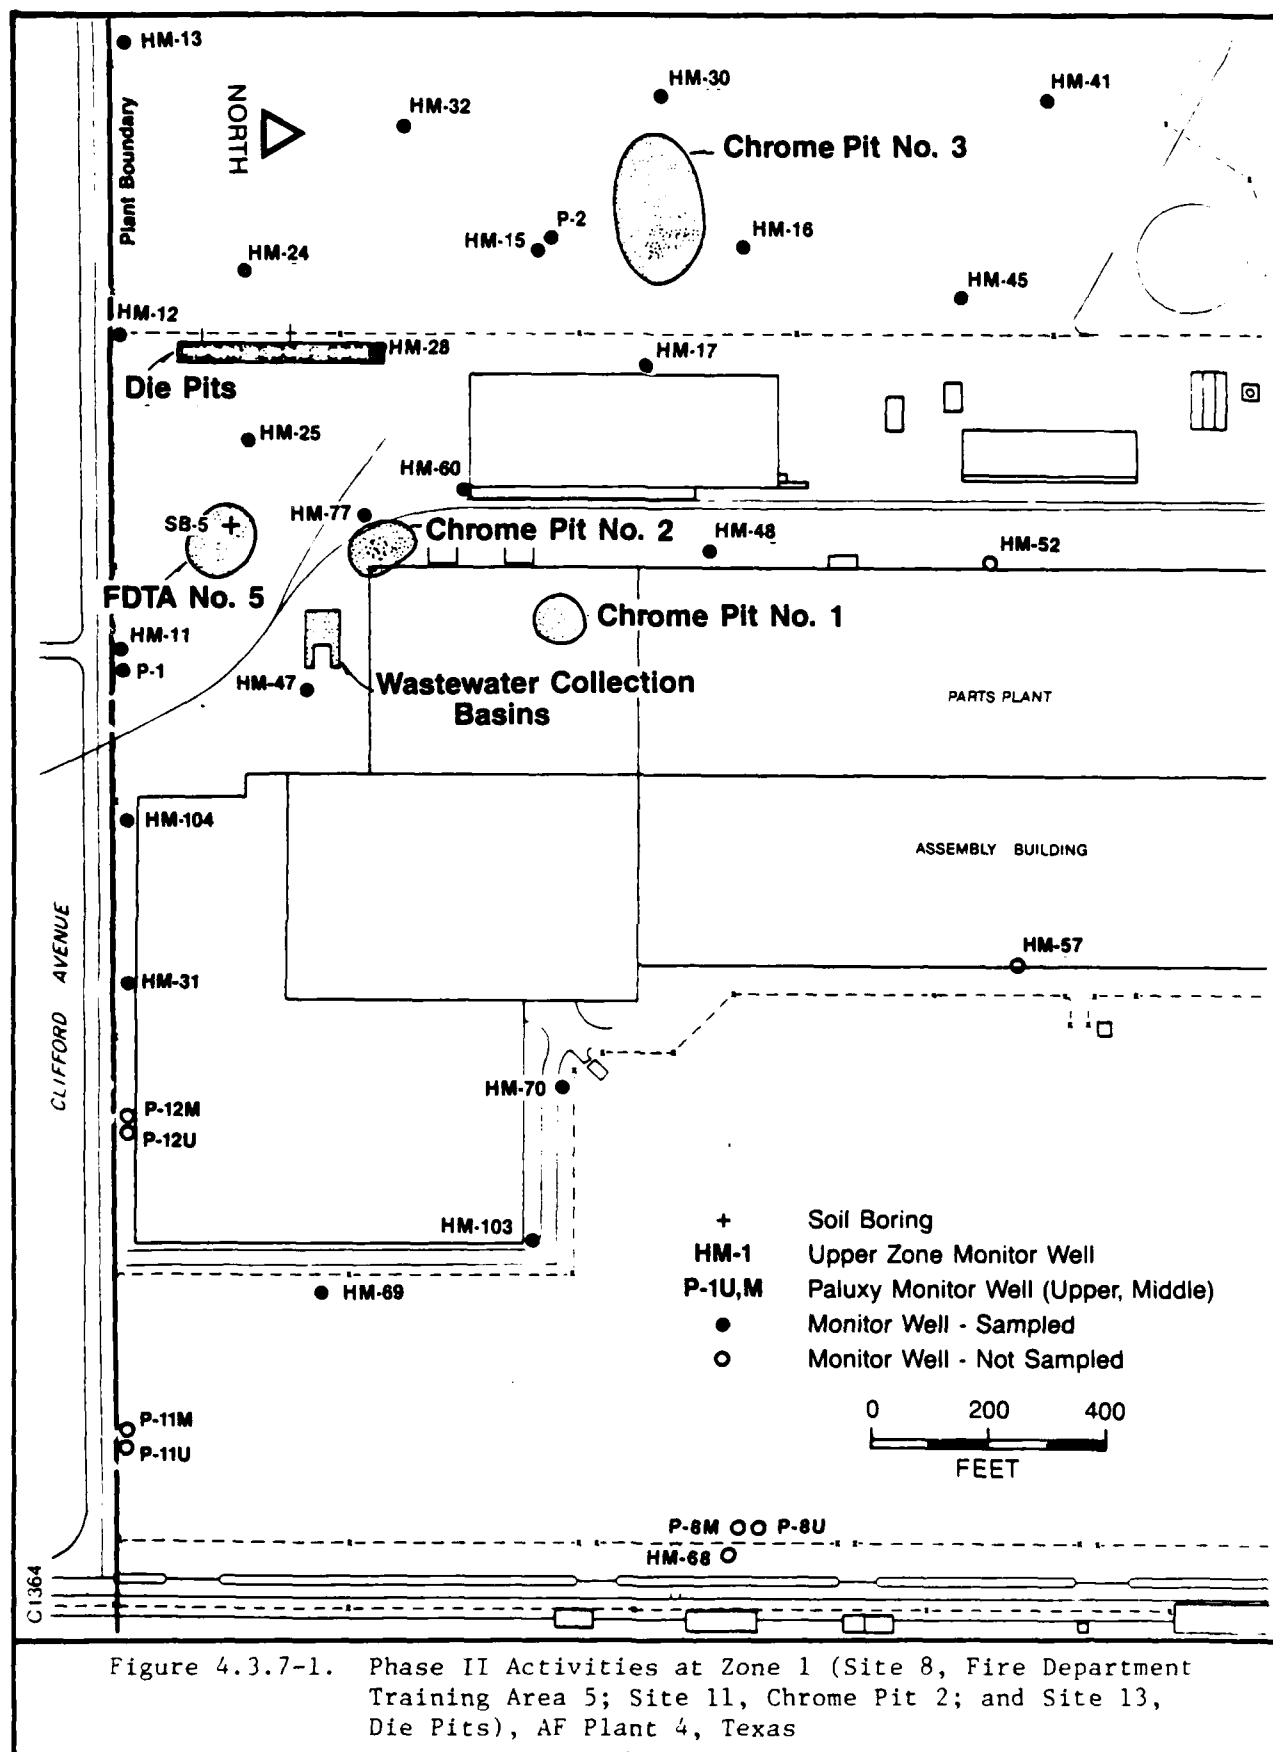 HM-13
HM-30
HM-41
HM-32
NORTH
Plant Boundary
Chrome Pit No. 3
P-2
HM-15
HM-16
HM-24
HM-45
HM-12
HM-28
HM-17
Die Pits
HM-25
HM-60
SB-5
HM-77
Chrome Pit No. 2
HM-48
HM-52
FDTA No. 5
Chrome Pit No. 1
HM-11
P-1
HM-47
Wastewater Collection
Basins
PARTS PLANT
HM-104
ASSEMBLY BUILDING
CLIFFORD AVENUE
HM-57
HM-31
HM-70
P-12M
P-12U
HM-103
HM-69
+ Soil Boring
HM-1 Upper Zone Monitor Well
P-1U,M Paluxy Monitor Well (Upper, Middle)
● Monitor Well - Sampled
○ Monitor Well - Not Sampled
0 200 400
FEET
P-11M
P-11U
P-8M P-8U
HM-68
C1364
Figure 4.3.7-1. Phase II Activities at Zone 1 (Site 8, Fire Department
Training Area 5; Site 11, Chrome Pit 2; and Site 13,
Die Pits), AF Plant 4, Texas